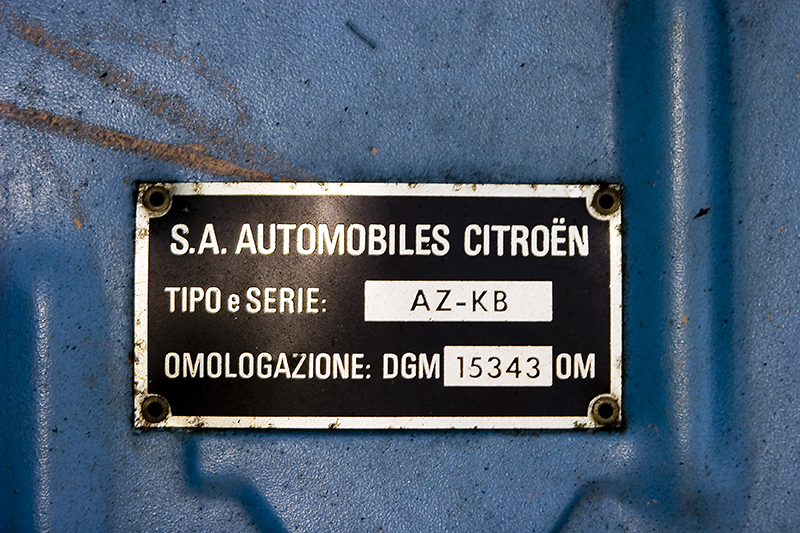 S.A. AUTOMOBILES CITROËN
TIPO e SERIE: AZ-KB
OMOLOGAZIONE: DGM 15343 OM